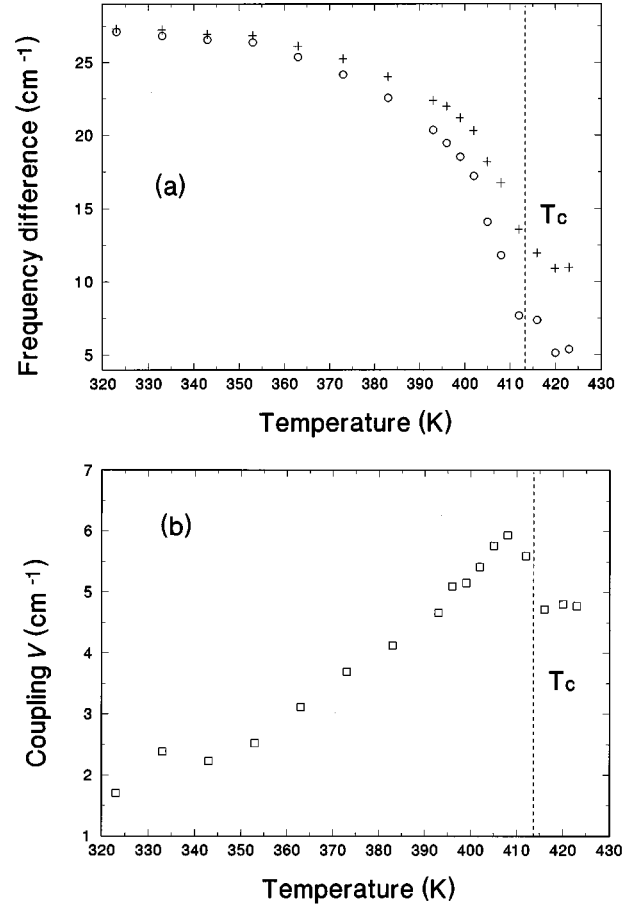 Frequency difference (cm⁻¹)
25
20
15
10
5
(a)
Tc
320 330 340 350 360 370 380 390 400 410 420 430
Temperature (K)
Coupling V (cm⁻¹)
7
6
5
4
3
2
1
(b)
Tc
320 330 340 350 360 370 380 390 400 410 420 430
Temperature (K)